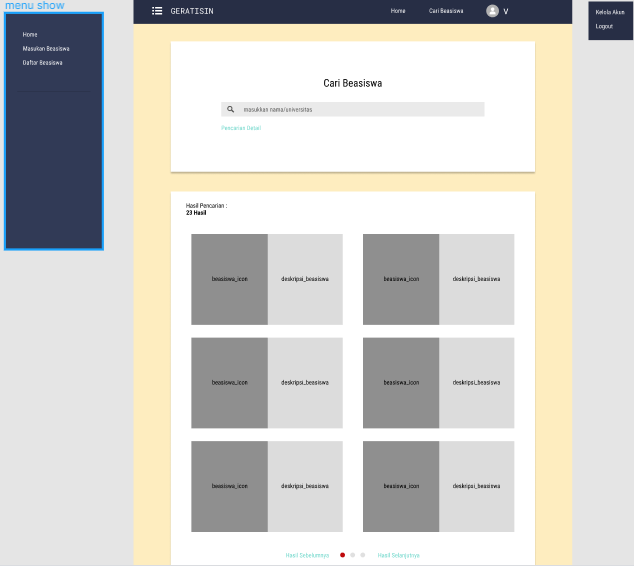 menu show
Home
Masukan Beasiswa
Daftar Beasiswa
GERATISIN
Home
Cari Beasiswa
V
Kelola Akun
Logout
Cari Beasiswa
masukkan nama/universitas
Pencarian Detail
Hasil Pencarian :
23 Hasil
beasiswa_icon
deskripsi_beasiswa
beasiswa_icon
deskripsi_beasiswa
beasiswa_icon
deskripsi_beasiswa
beasiswa_icon
deskripsi_beasiswa
beasiswa_icon
deskripsi_beasiswa
beasiswa_icon
deskripsi_beasiswa
Hasil Sebelumnya
Hasil Selanjutnya